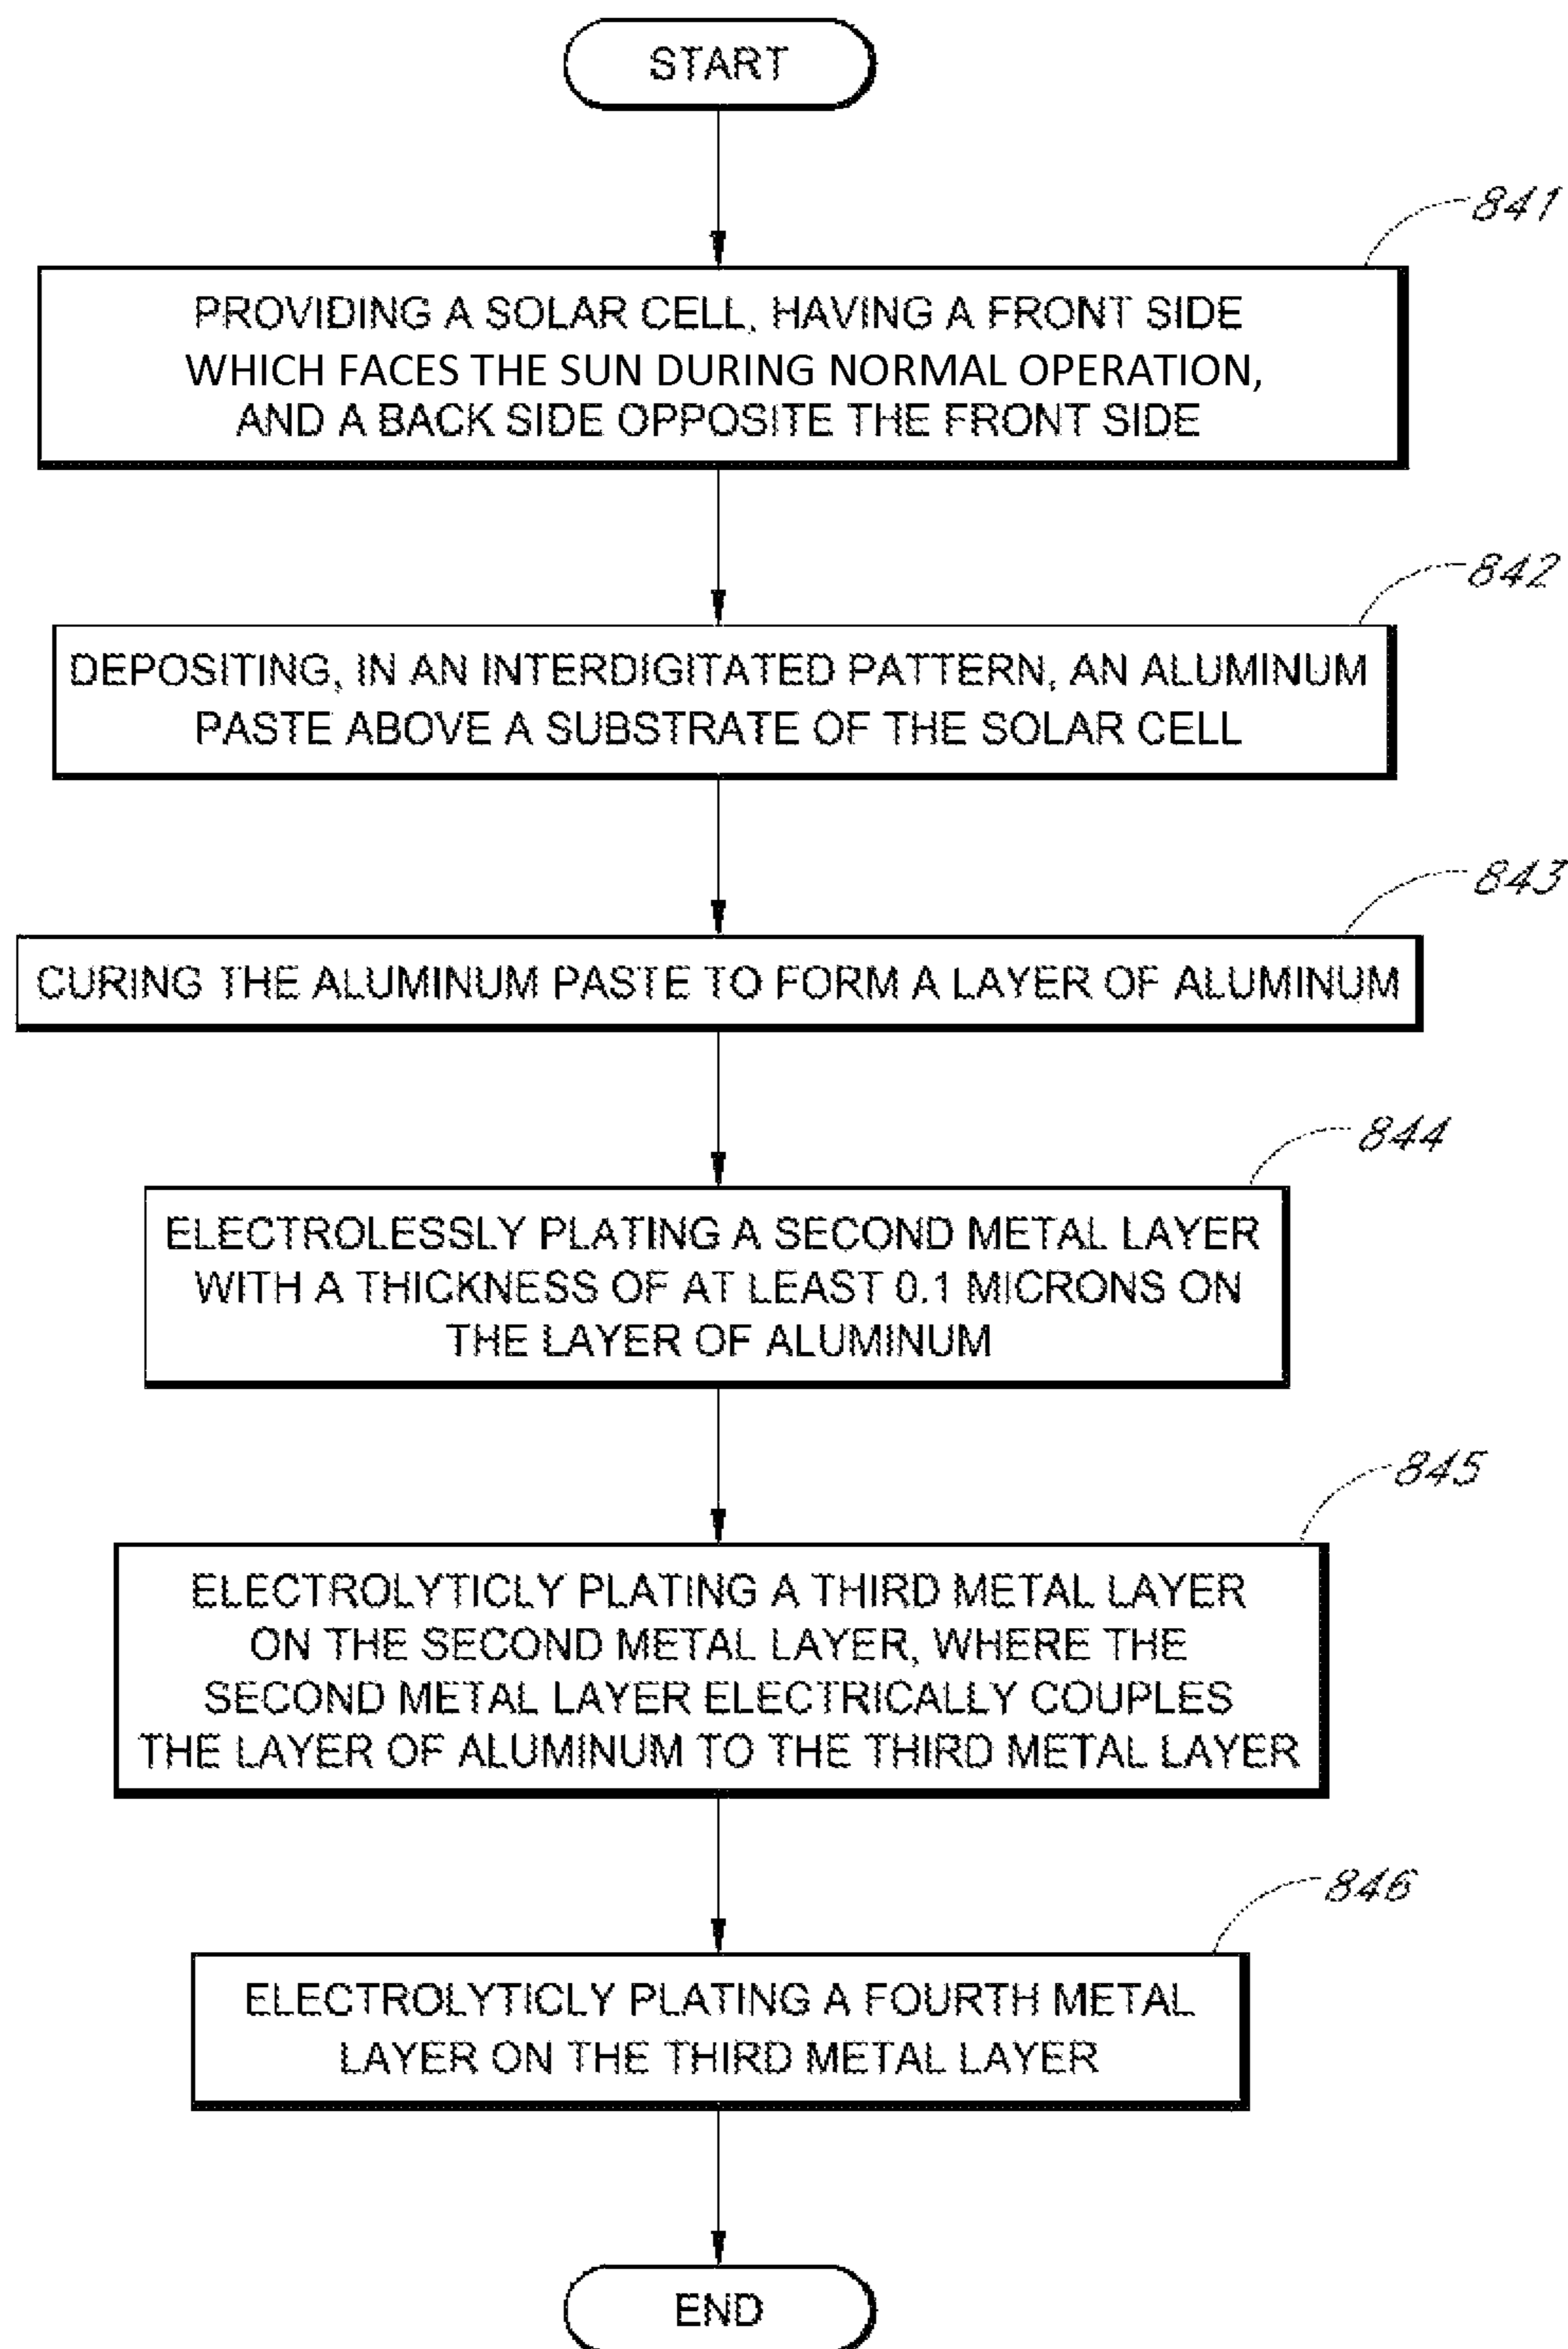 START
841
PROVIDING A SOLAR CELL, HAVING A FRONT SIDE
WHICH FACES THE SUN DURING NORMAL OPERATION,
AND A BACK SIDE OPPOSITE THE FRONT SIDE
842
DEPOSITING, IN AN INTERDIGITATED PATTERN, AN ALUMINUM
PASTE ABOVE A SUBSTRATE OF THE SOLAR CELL
843
CURING THE ALUMINUM PASTE TO FORM A LAYER OF ALUMINUM
844
ELECTROLESSLY PLATING A SECOND METAL LAYER
WITH A THICKNESS OF AT LEAST 0.1 MICRONS ON
THE LAYER OF ALUMINUM
845
ELECTROLYTICLY PLATING A THIRD METAL LAYER
ON THE SECOND METAL LAYER, WHERE THE
SECOND METAL LAYER ELECTRICALLY COUPLES
THE LAYER OF ALUMINUM TO THE THIRD METAL LAYER
846
ELECTROLYTICLY PLATING A FOURTH METAL
LAYER ON THE THIRD METAL LAYER
END